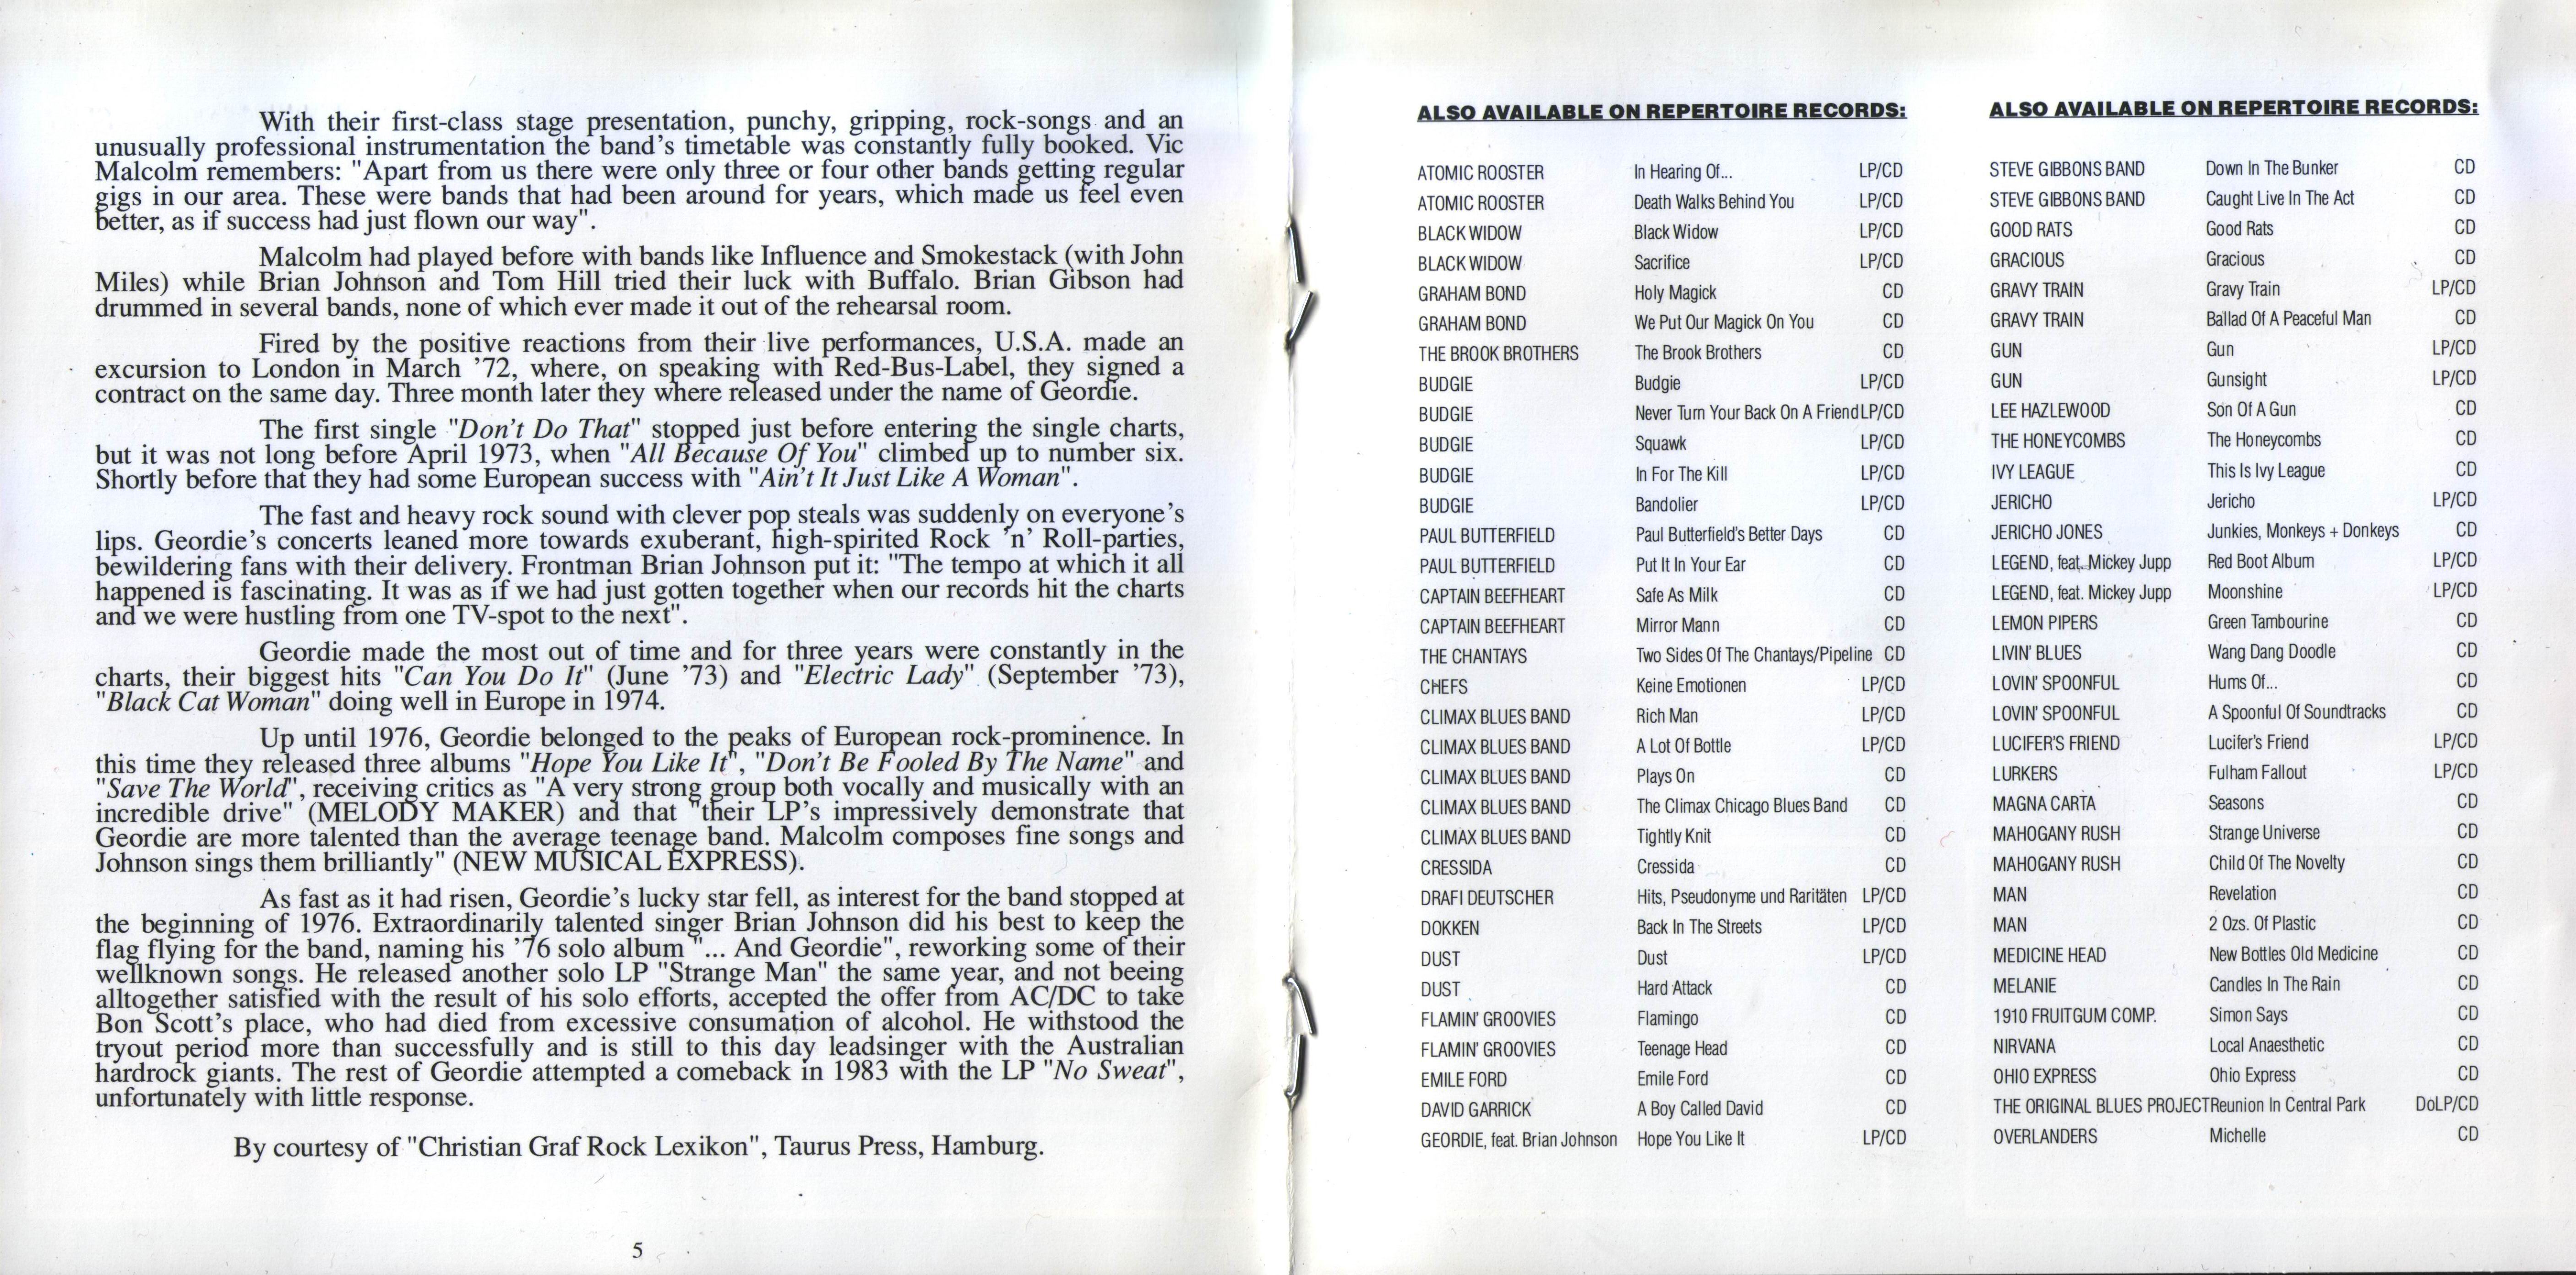 With their first-class stage presentation, punchy, gripping, rock-songs and an
unusually professional instrumentation the band's timetable was constantly fully booked. Vic
Malcolm remembers: "Apart from us there were only three or four other bands getting regular
gigs in our area. These were bands that had been around for years, which made us feel even
better, as if success had just flown our way".
Malcolm had played before with bands like Influence and Smokestack (with John
Miles) while Brian Johnson and Tom Hill tried their luck with Buffalo. Brian Gibson had
drummed in several bands, none of which ever made it out of the rehearsal room.
Fired by the positive reactions from their live performances, U.S.A. made an
excursion to London in March '72, where, on speaking with Red-Bus-Label, they signed a
contract on the same day. Three month later they where released under the name of Geordie.
The first single "Don't Do That" stopped just before entering the single charts,
but it was not long before April 1973, when "All Because Of You" climbed up to number six.
Shortly before that they had some European success with "Ain't It Just Like A Woman".
The fast and heavy rock sound with clever pop steals was suddenly on everyone's
lips. Geordie's concerts leaned more towards exuberant, high-spirited Rock 'n' Roll-parties,
bewildering fans with their delivery. Frontman Brian Johnson put it: "The tempo at which it all
happened is fascinating. It was as if we had just gotten together when our records hit the charts
and we were hustling from one TV-spot to the next".
Geordie made the most out of time and for three years were constantly in the
charts, their biggest hits "Can You Do It" (June '73) and "Electric Lady" (September '73),
"Black Cat Woman" doing well in Europe in 1974.
Up until 1976, Geordie belonged to the peaks of European rock-prominence. In
this time they released three albums "Hope You Like It", "Don't Be Fooled By The Name" and
"Save The World", receiving critics as "A very strong group both vocally and musically with an
incredible drive" (MELODY MAKER) and that "their LP's impressively demonstrate that
Geordie are more talented than the average teenage band. Malcolm composes fine songs and
Johnson sings them brilliantly" (NEW MUSICAL EXPRESS).
As fast as it had risen, Geordie's lucky star fell, as interest for the band stopped at
the beginning of 1976. Extraordinarily talented singer Brian Johnson did his best to keep the
flag flying for the band, naming his '76 solo album "... And Geordie", reworking some of their
wellknown songs. He released another solo LP "Strange Man" the same year, and not beeing
alltogether satisfied with the result of his solo efforts, accepted the offer from AC/DC to take
Bon Scott's place, who had died from excessive consumation of alcohol. He withstood the
tryout period more than successfully and is still to this day leadsinger with the Australian
hardrock giants. The rest of Geordie attempted a comeback in 1983 with the LP "No Sweat",
unfortunately with little response.
By courtesy of "Christian Graf Rock Lexikon", Taurus Press, Hamburg.
5
ALSO AVAILABLE ON REPERTOIRE RECORDS:
ATOMIC ROOSTER In Hearing Of... LP/CD
ATOMIC ROOSTER Death Walks Behind You LP/CD
BLACK WIDOW Black Widow LP/CD
BLACK WIDOW Sacrifice LP/CD
GRAHAM BOND Holy Magick CD
GRAHAM BOND We Put Our Magick On You CD
THE BROOK BROTHERS The Brook Brothers CD
BUDGIE Budgie LP/CD
BUDGIE Never Turn Your Back On A Friend LP/CD
BUDGIE Squawk LP/CD
BUDGIE In For The Kill LP/CD
BUDGIE Bandolier LP/CD
PAUL BUTTERFIELD Paul Butterfield's Better Days CD
PAUL BUTTERFIELD Put It In Your Ear CD
CAPTAIN BEEFHEART Safe As Milk CD
CAPTAIN BEEFHEART Mirror Mann CD
THE CHANTAYS Two Sides Of The Chantays/Pipeline CD
CHEFS Keine Emotionen LP/CD
CLIMAX BLUES BAND Rich Man LP/CD
CLIMAX BLUES BAND A Lot Of Bottle LP/CD
CLIMAX BLUES BAND Plays On CD
CLIMAX BLUES BAND The Climax Chicago Blues Band CD
CLIMAX BLUES BAND Tightly Knit CD
CRESSIDA Cressida CD
DRAFI DEUTSCHER Hits, Pseudonyme und Raritäten LP/CD
DOKKEN Back In The Streets LP/CD
DUST Dust LP/CD
DUST Hard Attack CD
FLAMIN' GROOVIES Flamingo CD
FLAMIN' GROOVIES Teenage Head CD
EMILE FORD Emile Ford CD
DAVID GARRICK A Boy Called David CD
GEORDIE, feat. Brian Johnson Hope You Like It LP/CD
ALSO AVAILABLE ON REPERTOIRE RECORDS:
STEVE GIBBONS BAND Down In The Bunker CD
STEVE GIBBONS BAND Caught Live In The Act CD
GOOD RATS Good Rats CD
GRACIOUS Gracious CD
GRAVY TRAIN Gravy Train LP/CD
GRAVY TRAIN Ballad Of A Peaceful Man CD
GUN Gun LP/CD
GUN Gunsight LP/CD
LEE HAZLEWOOD Son Of A Gun CD
THE HONEYCOMBS The Honeycombs CD
IVY LEAGUE This Is Ivy League CD
JERICHO Jericho LP/CD
JERICHO JONES Junkies, Monkeys + Donkeys CD
LEGEND, feat. Mickey Jupp Red Boot Album LP/CD
LEGEND, feat. Mickey Jupp Moonshine LP/CD
LEMON PIPERS Green Tambourine CD
LIVIN' BLUES Wang Dang Doodle CD
LOVIN' SPOONFUL Hums Of... CD
LOVIN' SPOONFUL A Spoonful Of Soundtracks CD
LUCIFER'S FRIEND Lucifer's Friend LP/CD
LURKERS Fulham Fallout LP/CD
MAGNA CARTA Seasons CD
MAHOGANY RUSH Strange Universe CD
MAHOGANY RUSH Child Of The Novelty CD
MAN Revelation CD
MAN 2 Ozs. Of Plastic CD
MEDICINE HEAD New Bottles Old Medicine CD
MELANIE Candles In The Rain CD
1910 FRUITGUM COMP. Simon Says CD
NIRVANA Local Anaesthetic CD
OHIO EXPRESS Ohio Express CD
THE ORIGINAL BLUES PROJECT Reunion In Central Park DoLP/CD
OVERLANDERS Michelle CD